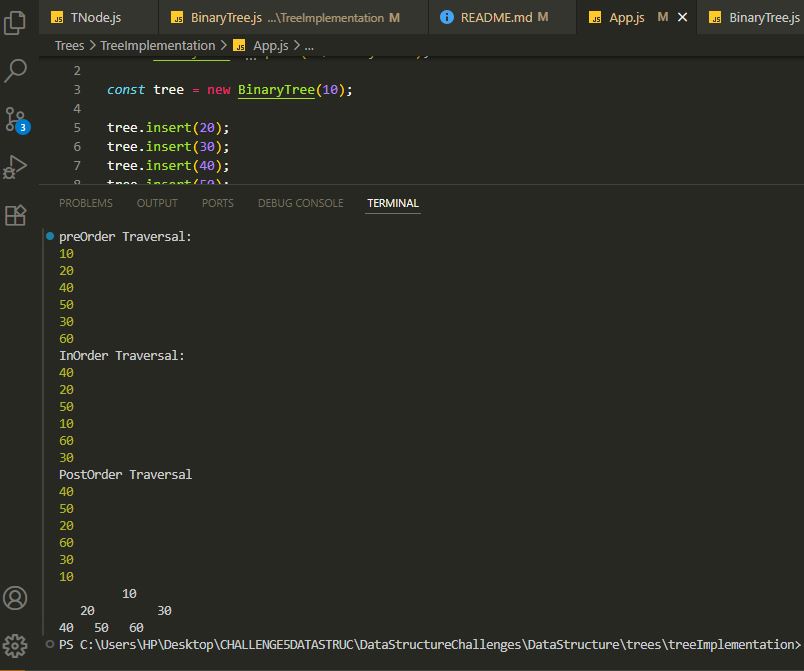 TNode.js
BinaryTree.js ...\TreeImplementation M
README.md M
App.js M
BinaryTree.js
Trees > TreeImplementation > App.js > ...
2
3 const tree = new BinaryTree(10);
4
5 tree.insert(20);
6 tree.insert(30);
7 tree.insert(40);
8 tree.insert(50);
3
PROBLEMS OUTPUT PORTS DEBUG CONSOLE TERMINAL
preOrder Traversal:
10
20
40
50
30
60
InOrder Traversal:
40
20
50
10
60
30
PostOrder Traversal
40
50
20
60
30
10
10
20 30
40 50 60
PS C:\Users\HP\Desktop\CHALLENGE5DATASTRUC\DataStructureChallenges\DataStructure\trees\treeImplementation>